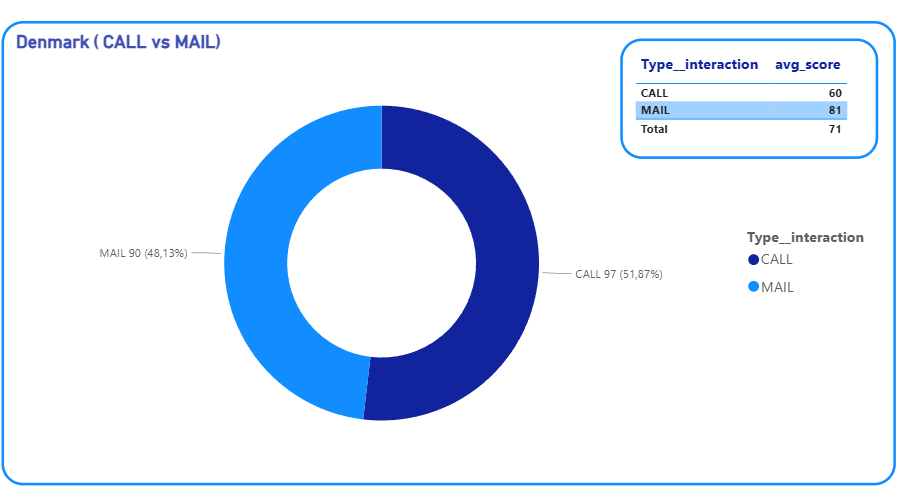 Denmark ( CALL vs MAIL)
Type__interaction avg_score
CALL 60
MAIL 81
Total 71
MAIL 90 (48,13%)
CALL 97 (51,87%)
Type__interaction
CALL
MAIL